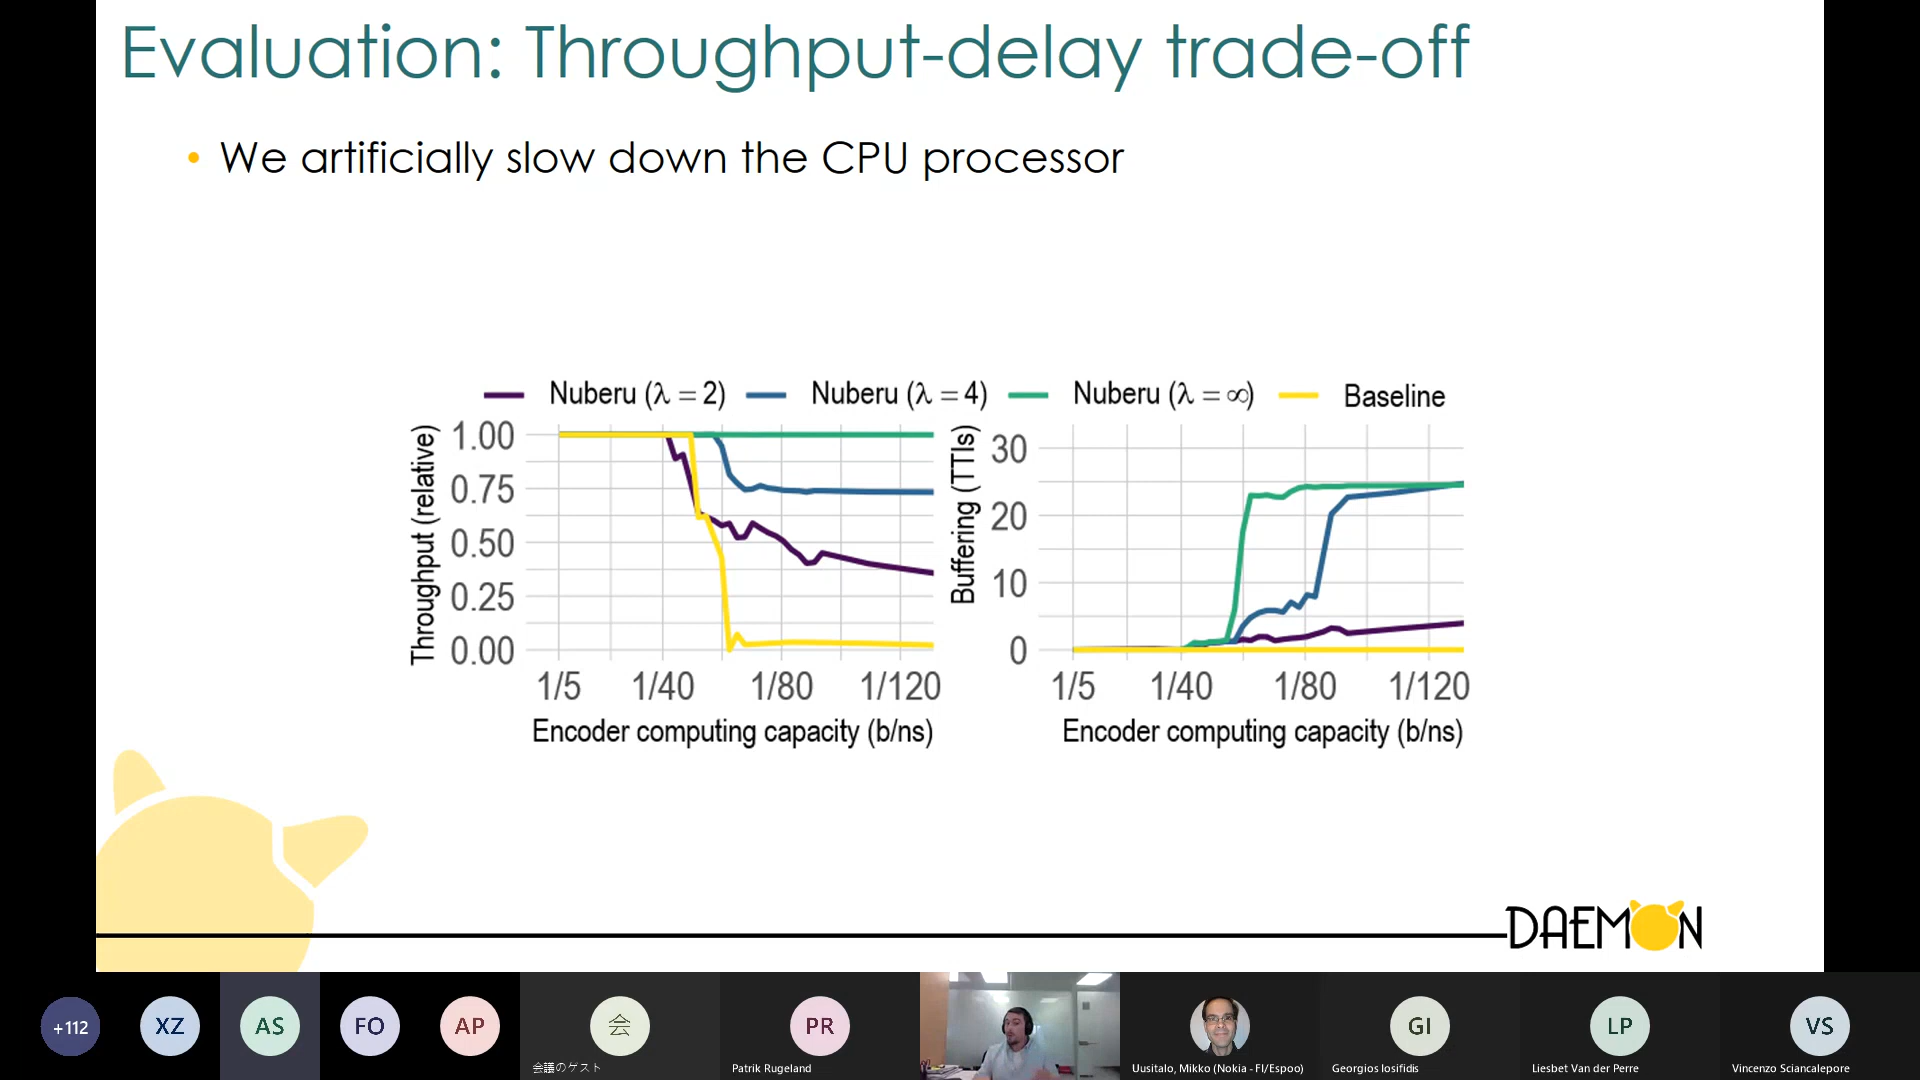 Evaluation: Throughput-delay trade-off
• We artificially slow down the CPU processor
Nuberu (λ = 2) Nuberu (λ = 4) Nuberu (λ = ∞) Baseline
Throughput (relative)
1.00
0.75
0.50
0.25
0.00
1/5 1/40 1/80 1/120
Encoder computing capacity (b/ns)
Buffering (TTIs)
30
20
10
0
1/5 1/40 1/80 1/120
Encoder computing capacity (b/ns)
DAEMON
+112 XZ AS FO AP 会 PR GI LP VS
会議のゲスト Patrik Rugeland Uusitalo, Mikko (Nokia - FI/Espoo) Georgios Iosifidis Liesbet Van der Perre Vincenzo Sciancalepore